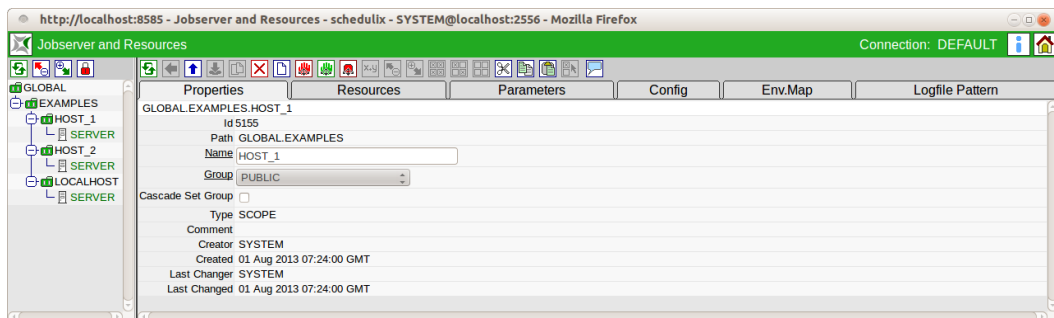 http://localhost:8585 - Jobserver and Resources - schedulix - SYSTEM@localhost:2556 - Mozilla Firefox
Jobserver and Resources
Connection: DEFAULT
GLOBAL
EXAMPLES
HOST_1
SERVER
HOST_2
SERVER
LOCALHOST
SERVER
Properties Resources Parameters Config Env.Map Logfile Pattern
GLOBAL.EXAMPLES.HOST_1
Id 5155
Path GLOBAL.EXAMPLES
Name HOST_1
Group PUBLIC
Cascade Set Group
Type SCOPE
Comment
Creator SYSTEM
Created 01 Aug 2013 07:24:00 GMT
Last Changer SYSTEM
Last Changed 01 Aug 2013 07:24:00 GMT